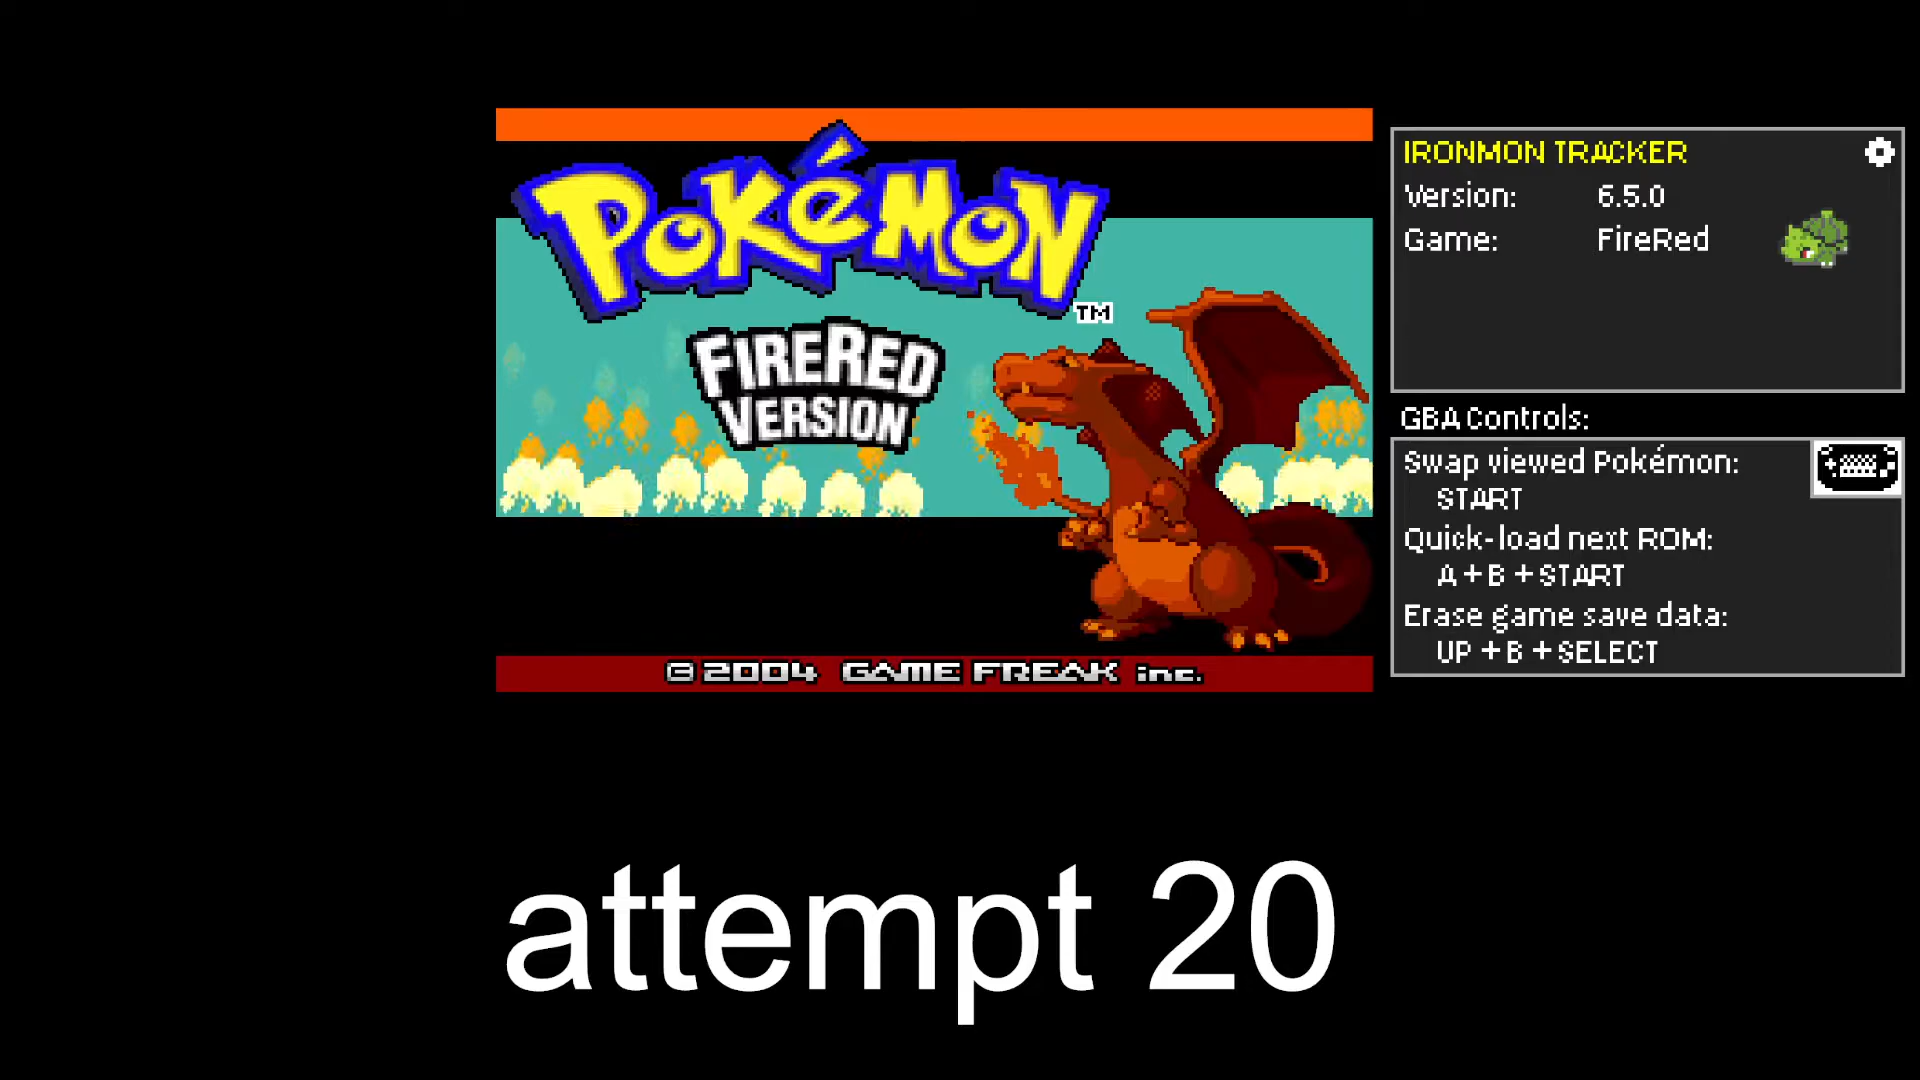 POKéMON
TM
FIRERED
VERSION
© 2004 GAME FREAK inc.
IRONMON TRACKER
Version: 6.5.0
Game: FireRed
GBA Controls:
Swap viewed Pokémon:
START
Quick-load next ROM:
A + B + START
Erase game save data:
UP + B + SELECT
attempt 20